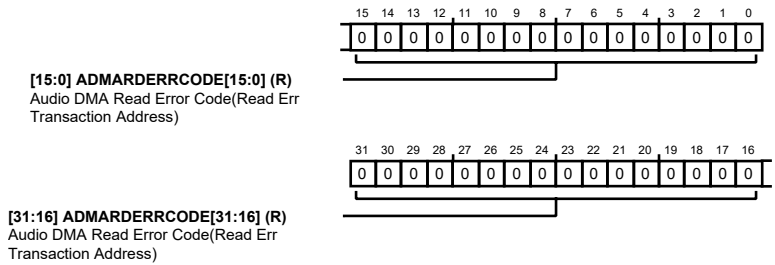 15 14 13 12 11 10 9 8 7 6 5 4 3 2 1 0
0 0 0 0 0 0 0 0 0 0 0 0 0 0 0 0
[15:0] ADMARDERRCODE[15:0] (R)
Audio DMA Read Error Code(Read Err
Transaction Address)
31 30 29 28 27 26 25 24 23 22 21 20 19 18 17 16
0 0 0 0 0 0 0 0 0 0 0 0 0 0 0 0
[31:16] ADMARDERRCODE[31:16] (R)
Audio DMA Read Error Code(Read Err
Transaction Address)